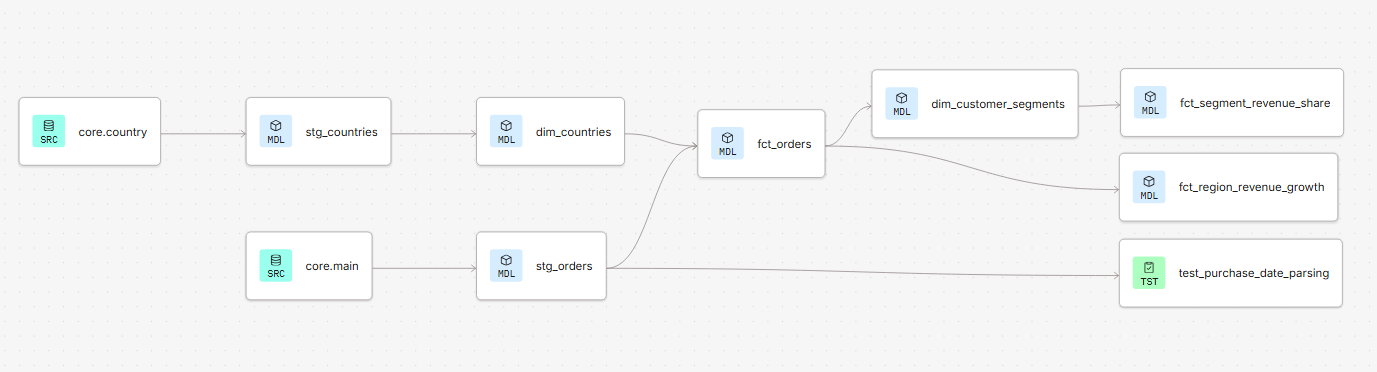 core.country
SRC
stg_countries
MDL
dim_countries
MDL
fct_orders
MDL
dim_customer_segments
MDL
fct_segment_revenue_share
MDL
fct_region_revenue_growth
MDL
core.main
SRC
stg_orders
MDL
test_purchase_date_parsing
TST